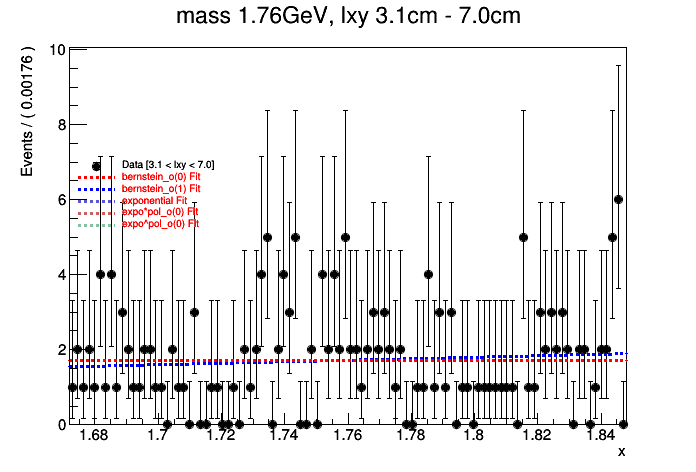 mass 1.76GeV, lxy 3.1cm - 7.0cm
Events / ( 0.00176 )
10
8
6
4
2
0
Data [3.1 < lxy < 7.0]
bernstein_o(0) Fit
bernstein_o(1) Fit
exponential Fit
expo*pol_o(0) Fit
expo^pol_o(0) Fit
1.68 1.7 1.72 1.74 1.76 1.78 1.8 1.82 1.84
x